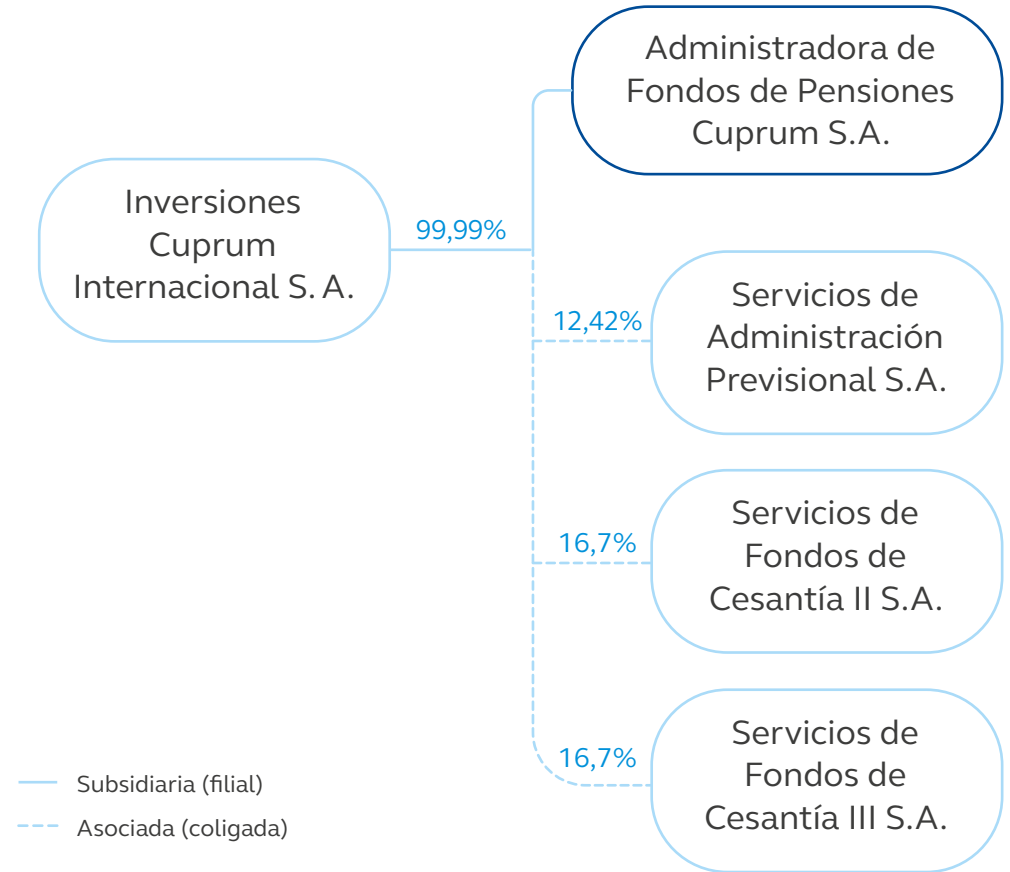 Administradora de
Fondos de Pensiones
Cuprum S.A.
Inversiones
Cuprum
Internacional S. A.
99,99%
12,42%
Servicios de
Administración
Previsional S.A.
16,7%
Servicios de
Fondos de
Cesantía II S.A.
16,7%
Servicios de
Fondos de
Cesantía III S.A.
Subsidiaria (filial)
Asociada (coligada)